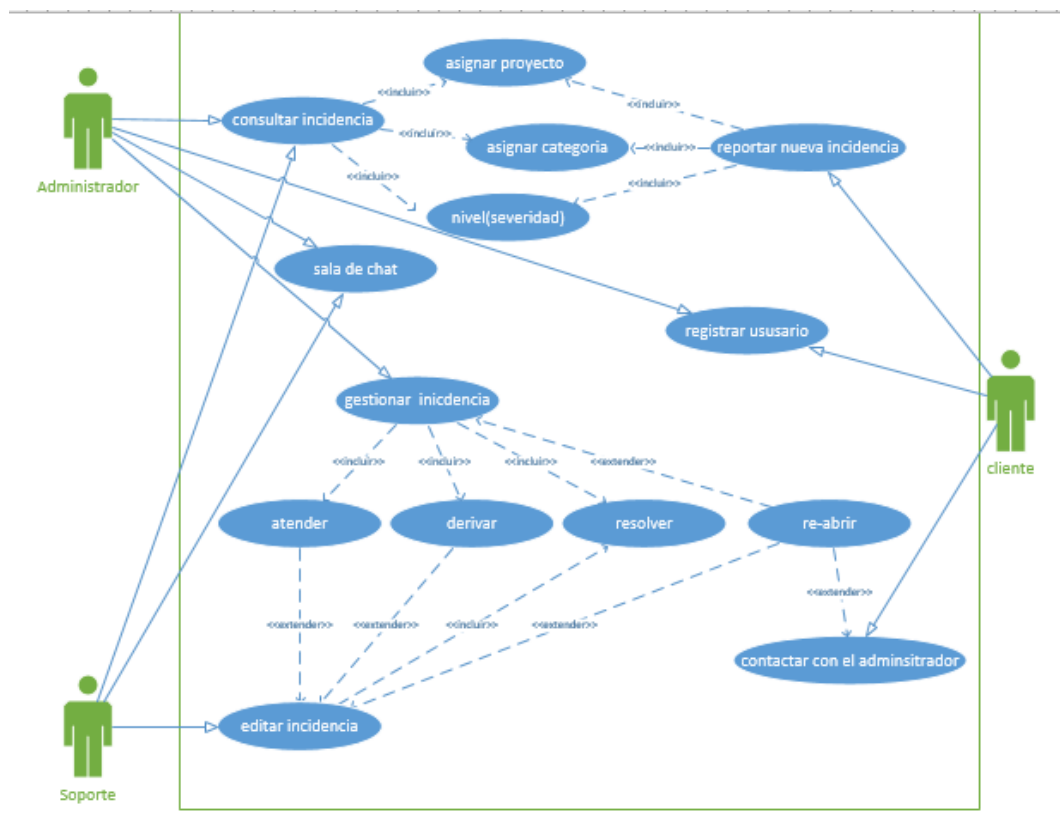 asignar proyecto
<<incluir>>
<<incluir>>
consultar incidencia
<<incluir>>
asignar categoria
<<incluir>>
reportar nueva incidencia
<<incluir>>
<<incluir>>
Administrador
nivel(severidad)
sala de chat
registrar ususario
gestionar inicdencia
cliente
<<incluir>>
<<incluir>>
<<incluir>>
<<extender>>
atender
derivar
resolver
re-abrir
<<extender>>
<<extender>>
<<extender>>
<<incluir>>
<<extender>>
contactar con el adminsitrador
editar incidencia
Soporte